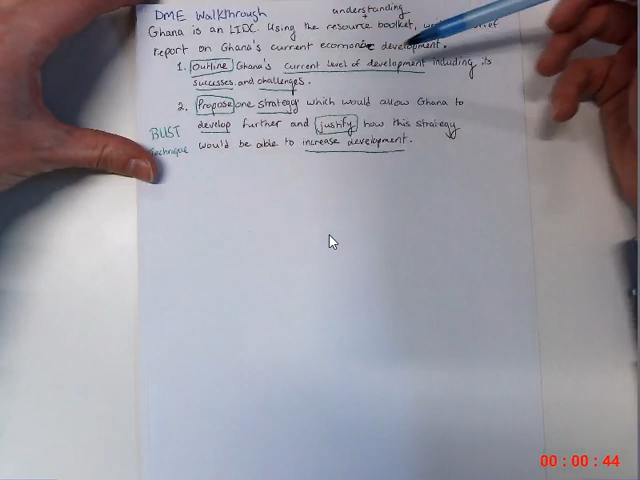 DME Walkthrough understanding
+
Ghana is an LIDC. Using the resource booklet,
report on Ghana's current economic development.
1. Outline Ghana's current level of development including its
successes and challenges.
2. Propose one strategy which would allow Ghana to
develop further and justify how this strategy
BUST
Technique would be able to increase development.
00:00:44